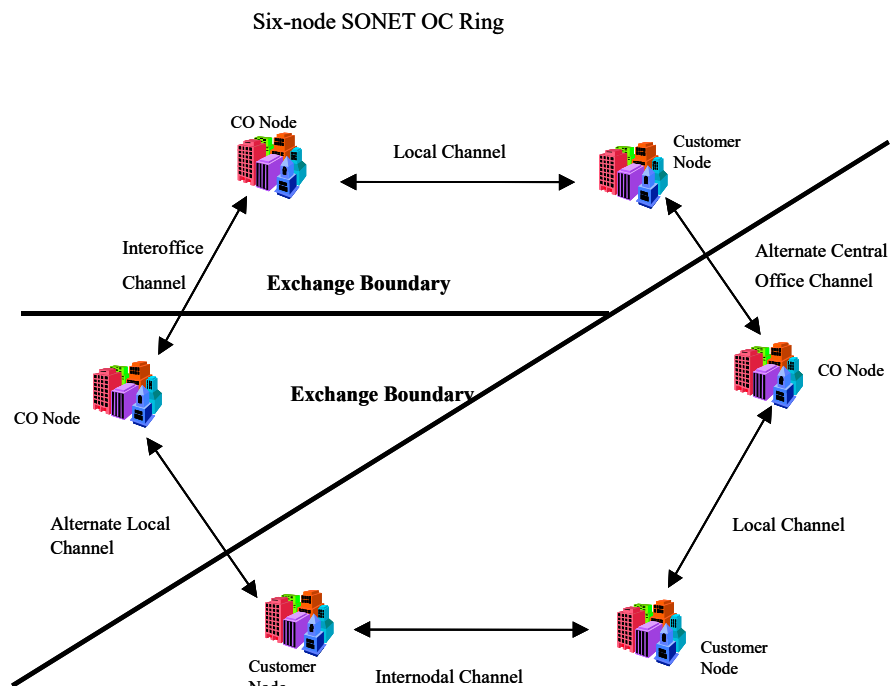 Six-node SONET OC Ring
CO Node
Local Channel
Customer
Node
Interoffice
Channel
Exchange Boundary
Alternate Central
Office Channel
Exchange Boundary
CO Node
CO Node
Alternate Local
Channel
Local Channel
Customer
Node
Internodal Channel
Customer
Node